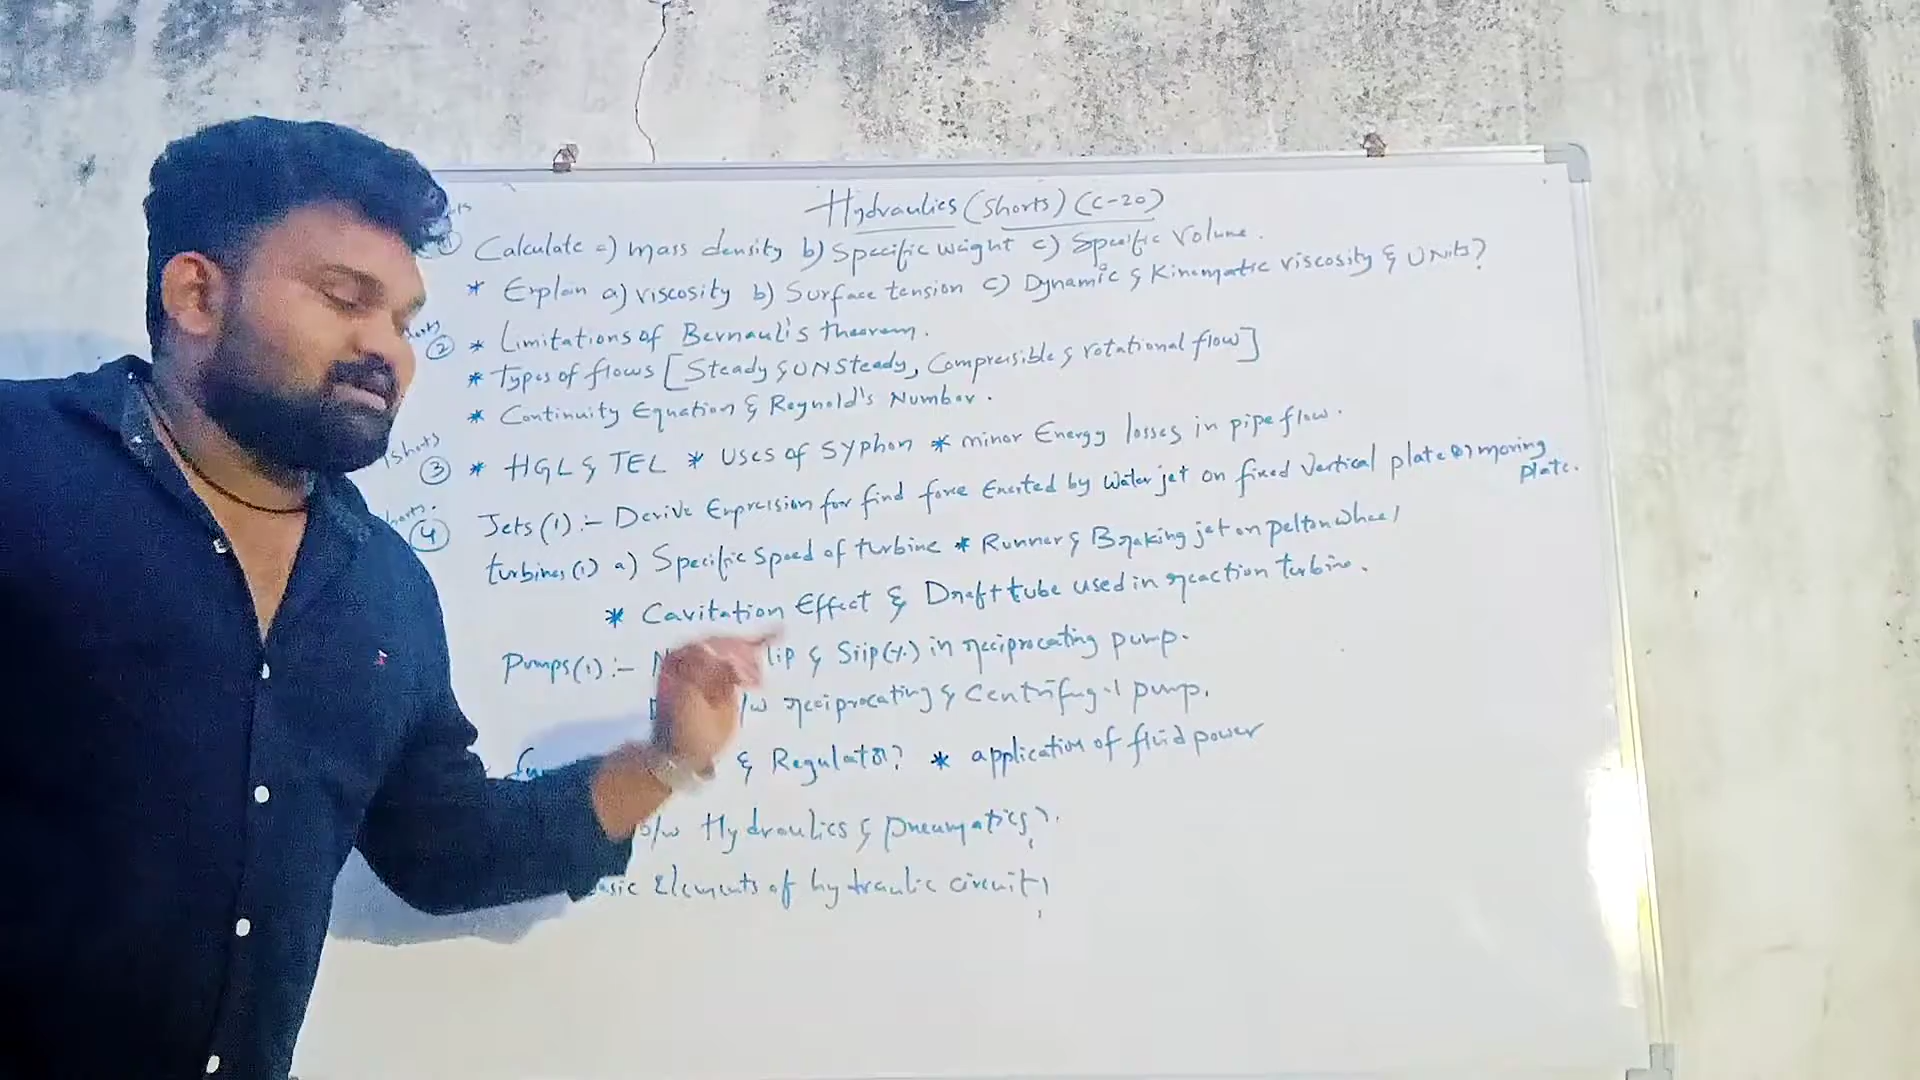 Hydraulics (Shorts) (C-20)
① Calculate a) mass density b) Specific weight c) Specific Volume.
* Explain a) viscosity b) Surface tension c) Dynamic & Kinematic viscosity & UNits?
② * Limitations of Bernauli's theorem.
* Types of flows [Steady & UNSteady, Compressible & rotational flow]
* Continuity Equation & Reynold's Number.
1shots ③ * HGL & TEL * Uses of Syphon * minor Energy losses in pipe flow.
④ Jets (1) :- Derive Expression for find force Exerted by Water jet on fixed Vertical plate or moving plate.
turbines (1) a) Specific Speed of turbine * Runner & Braking jet on pelton wheel
* Cavitation Effect & Draft tube used in reaction turbine.
Pumps (1) :- & Slip (%) in reciprocating pump.
b/w reciprocating & Centrifugal pump.
& Regulator? * application of fluid power
b/w Hydraulics & pneumatics?
Elements of hydraulic circuit?